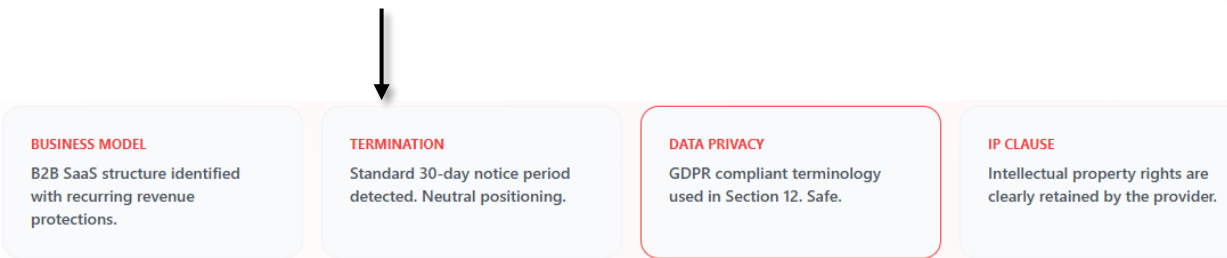 BUSINESS MODEL
B2B SaaS structure identified
with recurring revenue
protections.
TERMINATION
Standard 30-day notice period
detected. Neutral positioning.
DATA PRIVACY
GDPR compliant terminology
used in Section 12. Safe.
IP CLAUSE
Intellectual property rights are
clearly retained by the provider.